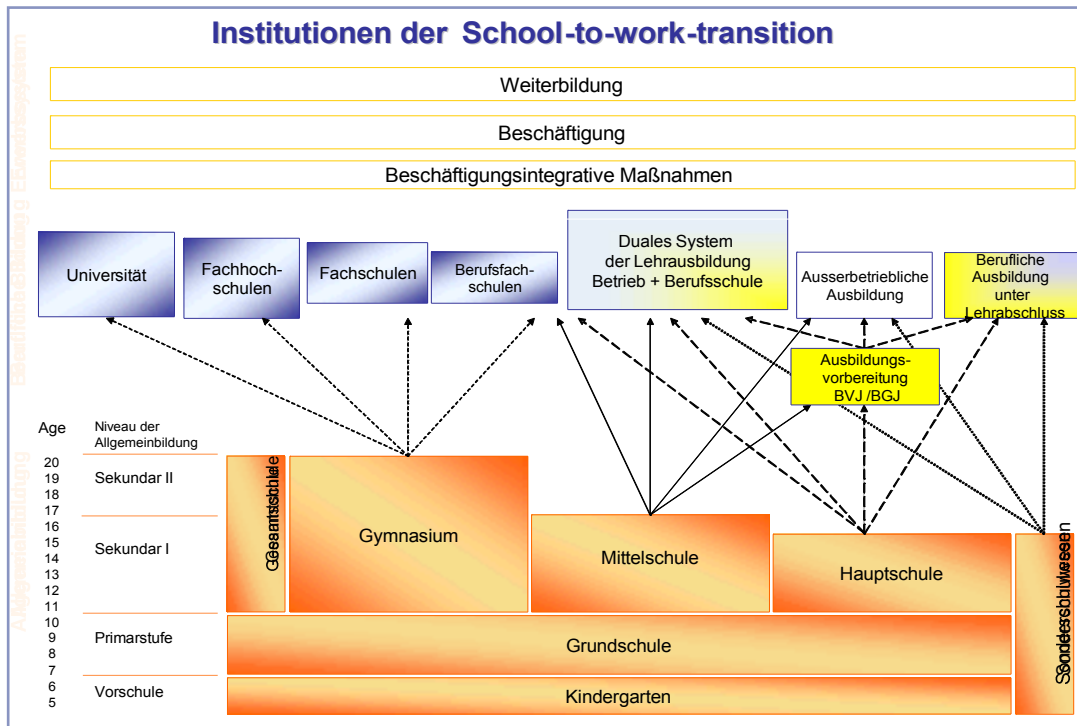 Institutionen der School-to-work-transition
Weiterbildung
Beschäftigung
Beschäftigungsintegrative Maßnahmen
Universität
Fachhoch-
schulen
Fachschulen
Berufsfach-
schulen
Duales System
der Lehrausbildung
Betrieb + Berufsschule
Ausserbetriebliche
Ausbildung
Berufliche
Ausbildung
unter
Lehrabschluss
Ausbildungs-
vorbereitung
BVJ /BGJ
Age
Niveau der
Allgemeinbildung
20
19
18
17
16
15
14
13
12
11
10
9
8
7
6
5
Sekundar II
Sekundar I
Primarstufe
Vorschule
Gesamtschule
Gymnasium
Mittelschule
Hauptschule
Sonderschulwesen
Grundschule
Kindergarten